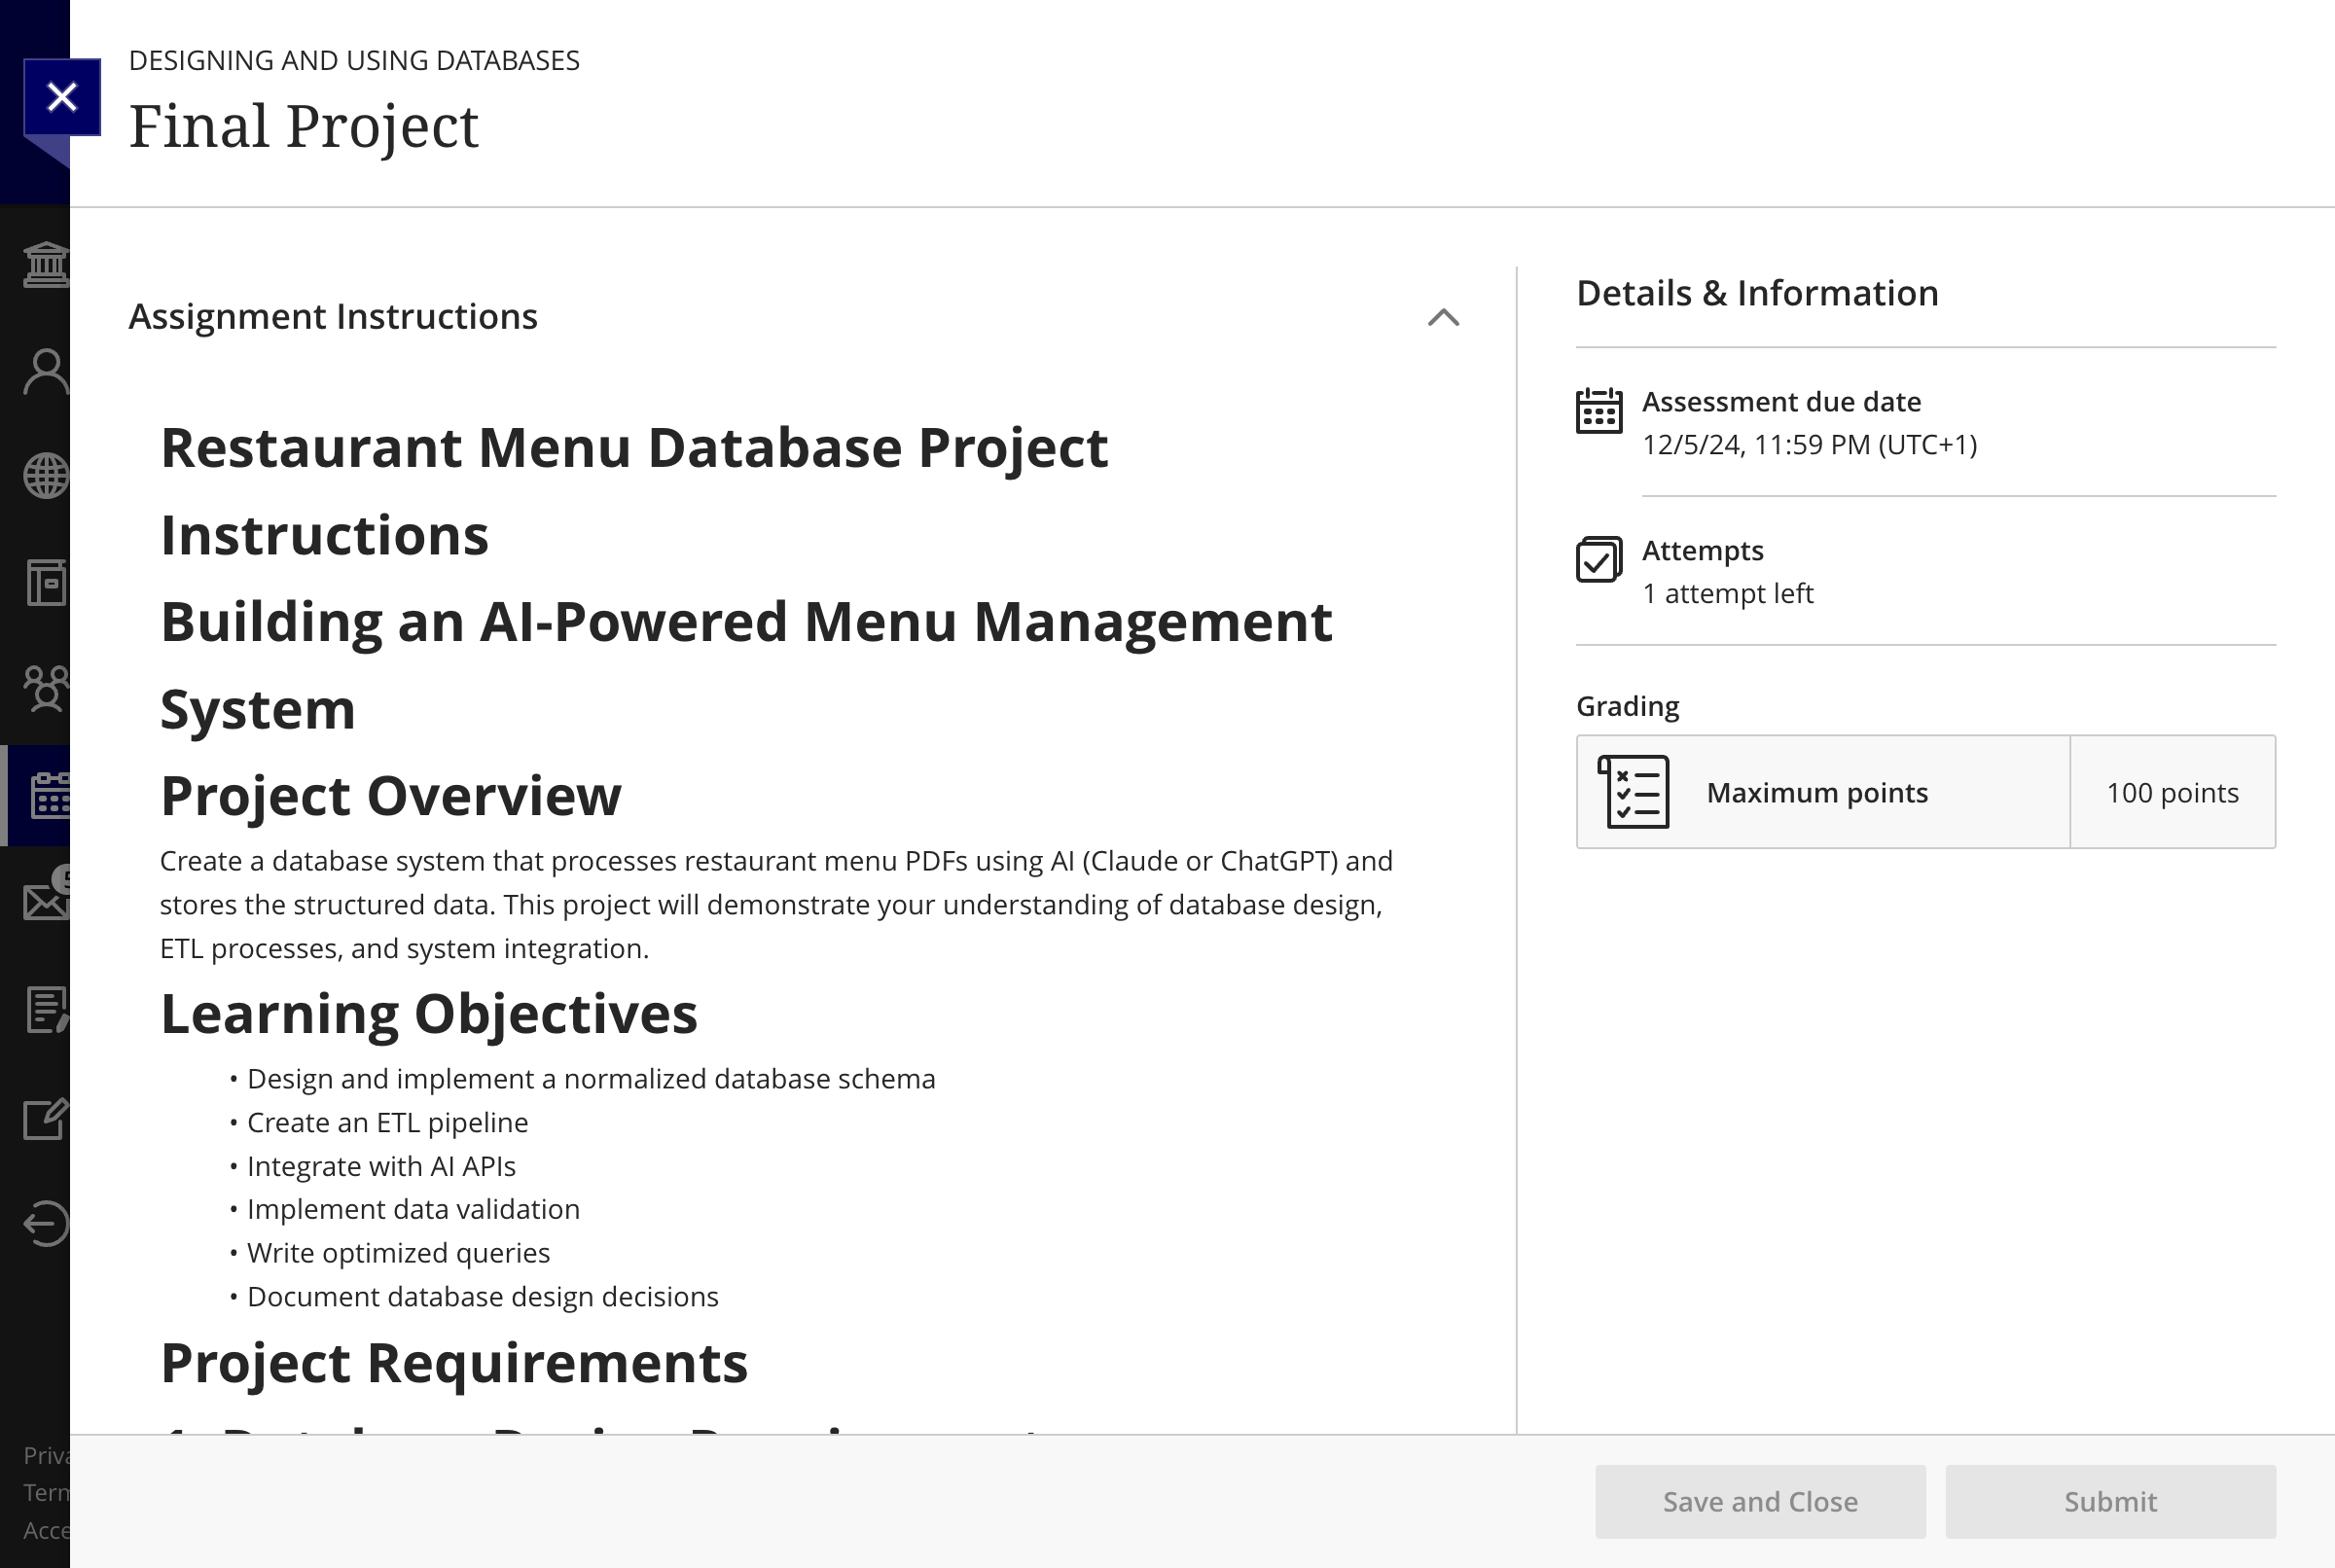 DESIGNING AND USING DATABASES
Final Project
Assignment Instructions
Restaurant Menu Database Project
Instructions
Building an AI-Powered Menu Management
System
Project Overview
Create a database system that processes restaurant menu PDFs using AI (Claude or ChatGPT) and
stores the structured data. This project will demonstrate your understanding of database design,
ETL processes, and system integration.
Learning Objectives
• Design and implement a normalized database schema
• Create an ETL pipeline
• Integrate with AI APIs
• Implement data validation
• Write optimized queries
• Document database design decisions
Project Requirements
Details & Information
Assessment due date
12/5/24, 11:59 PM (UTC+1)
Attempts
1 attempt left
Grading
Maximum points
100 points
Priva
Term
Acce
Save and Close
Submit